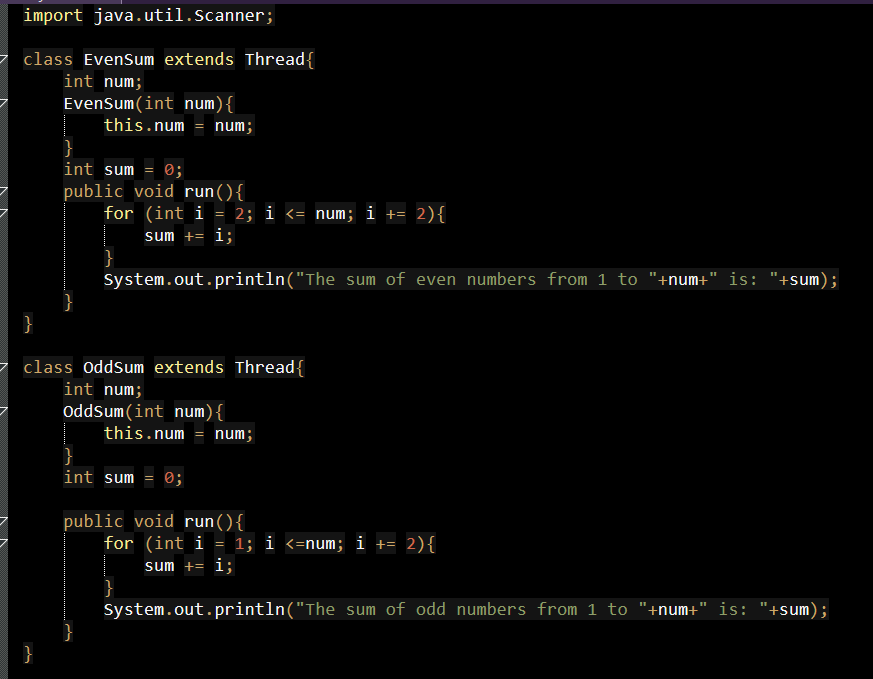 import java.util.Scanner;
class EvenSum extends Thread{
int num;
EvenSum(int num){
this.num = num;
}
int sum = 0;
public void run(){
for (int i = 2; i <= num; i += 2){
sum += i;
}
System.out.println("The sum of even numbers from 1 to "+num+" is: "+sum);
}
}
class OddSum extends Thread{
int num;
OddSum(int num){
this.num = num;
}
int sum = 0;
public void run(){
for (int i = 1; i <=num; i += 2){
sum += i;
}
System.out.println("The sum of odd numbers from 1 to "+num+" is: "+sum);
}
}